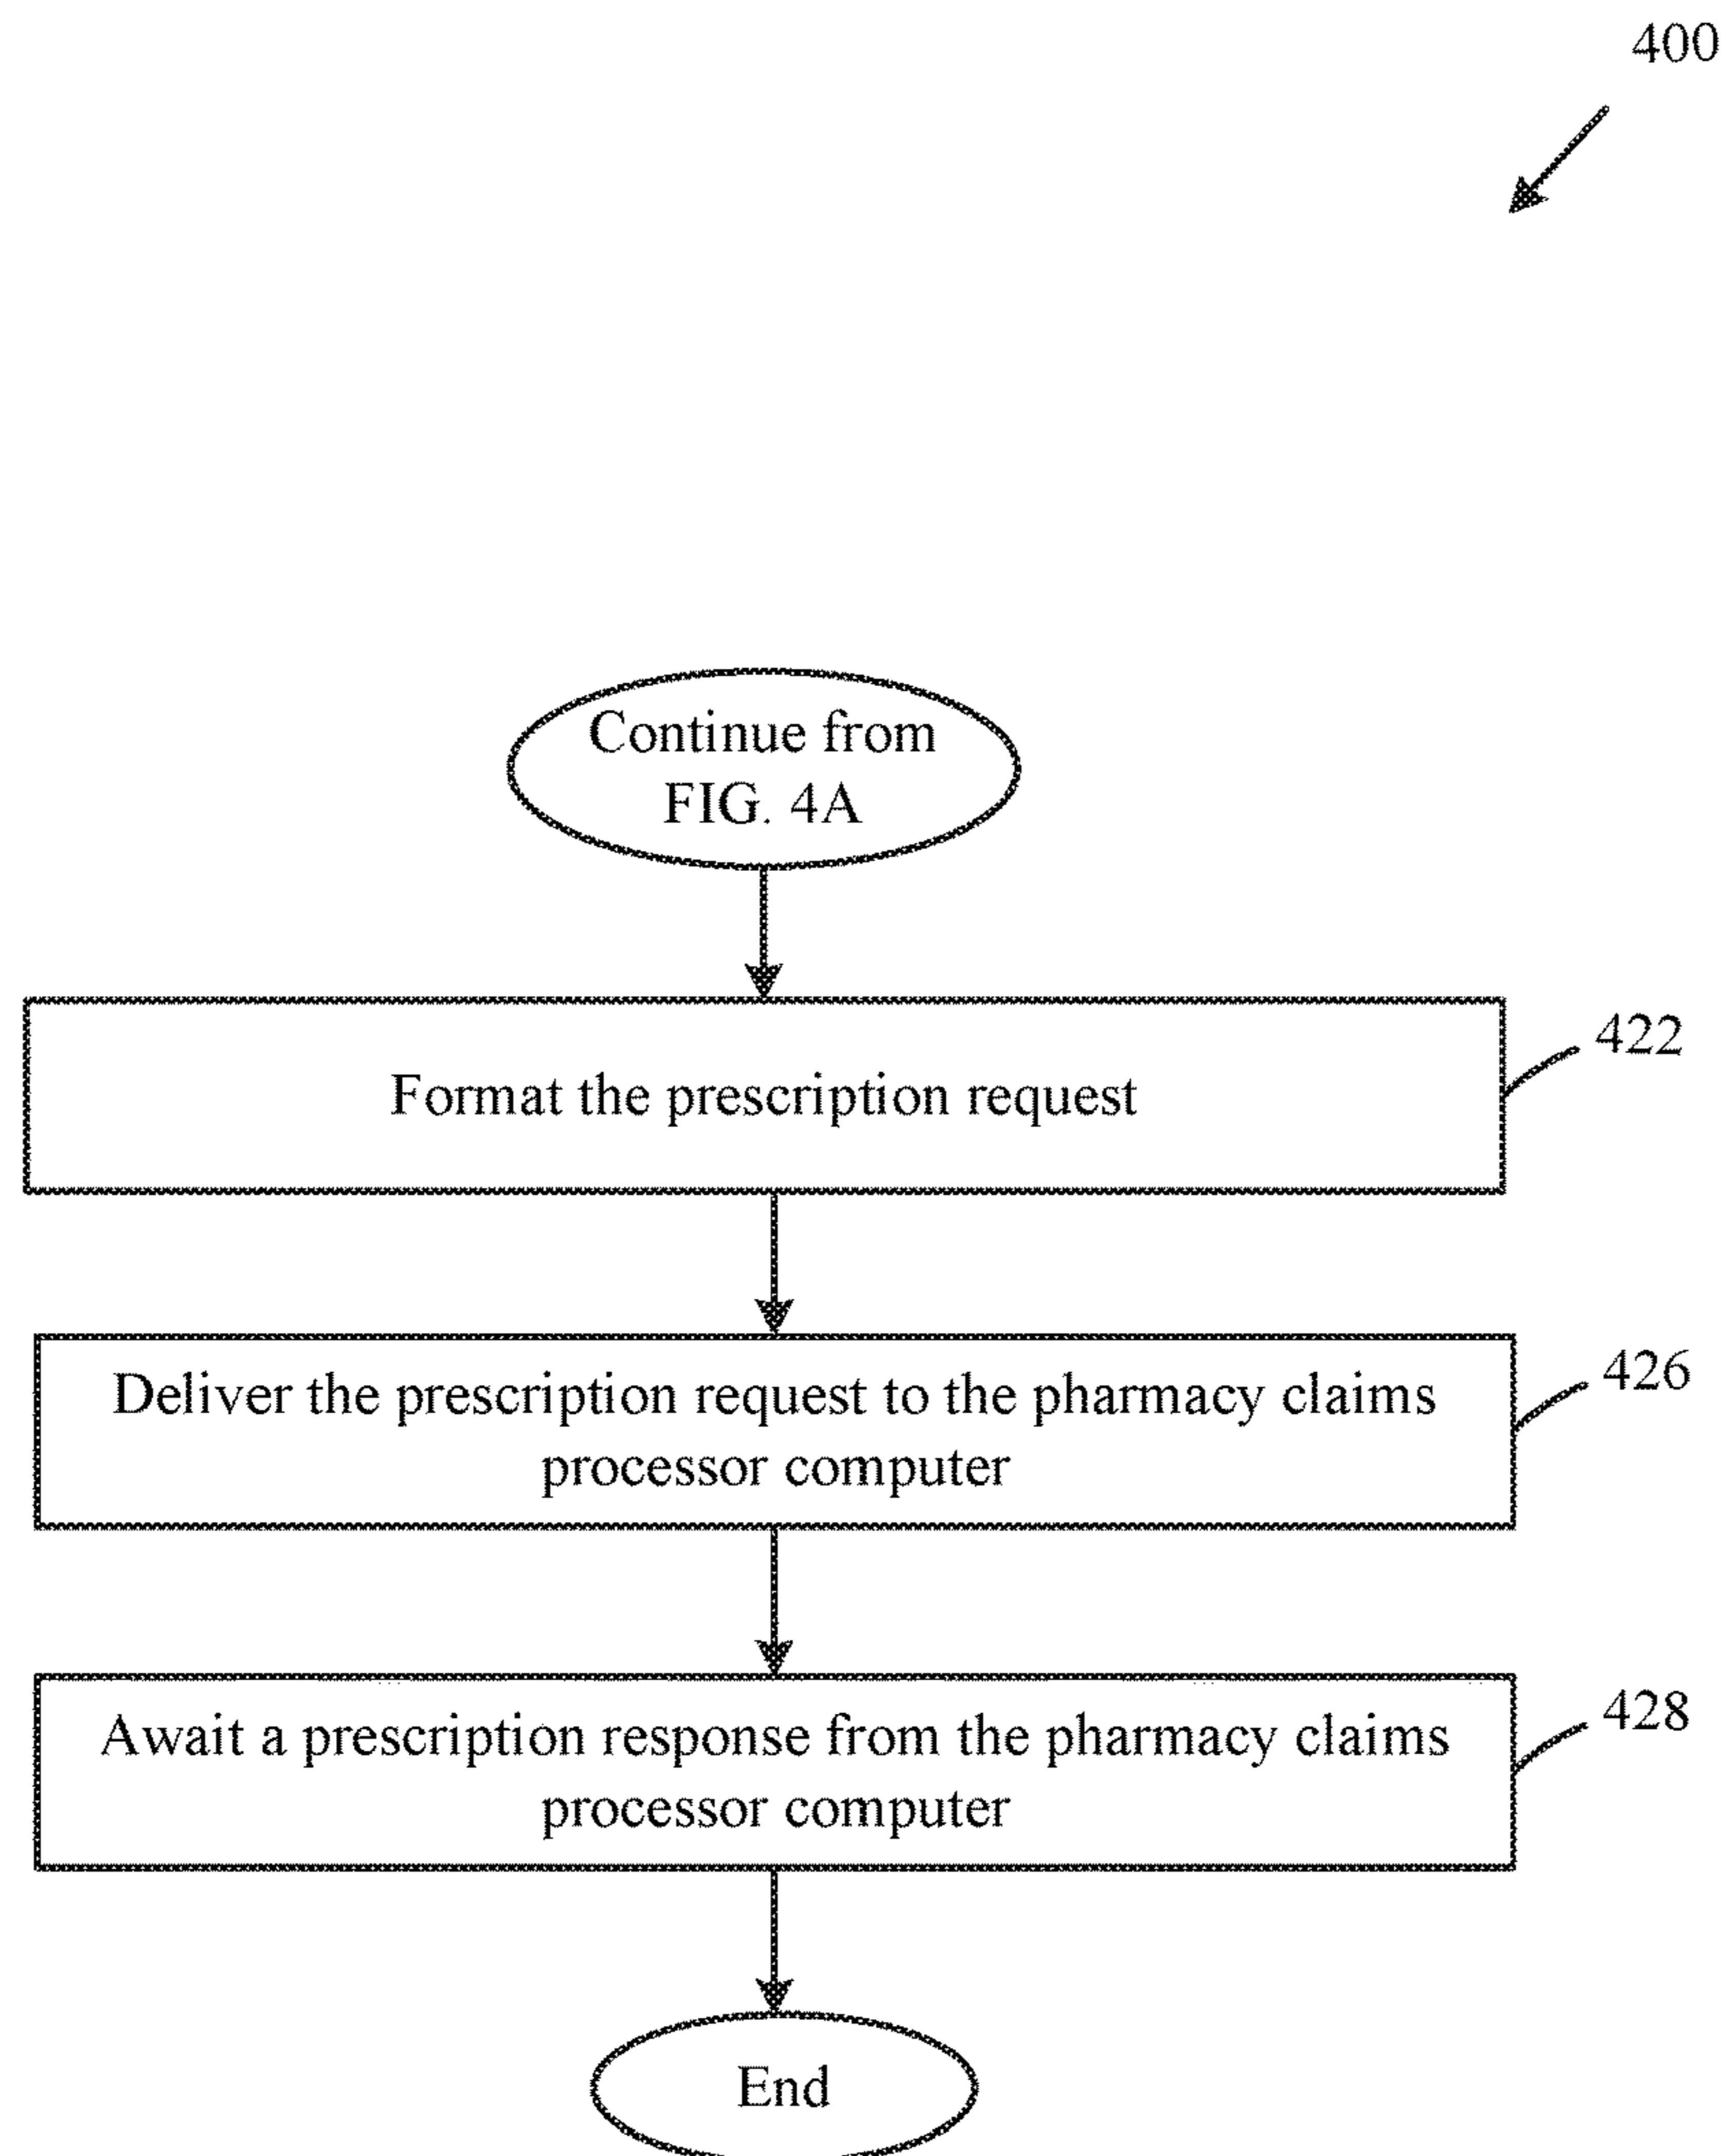 400
Continue from
FIG. 4A
Format the prescription request
422
Deliver the prescription request to the pharmacy claims
processor computer
426
Await a prescription response from the pharmacy claims
processor computer
428
End